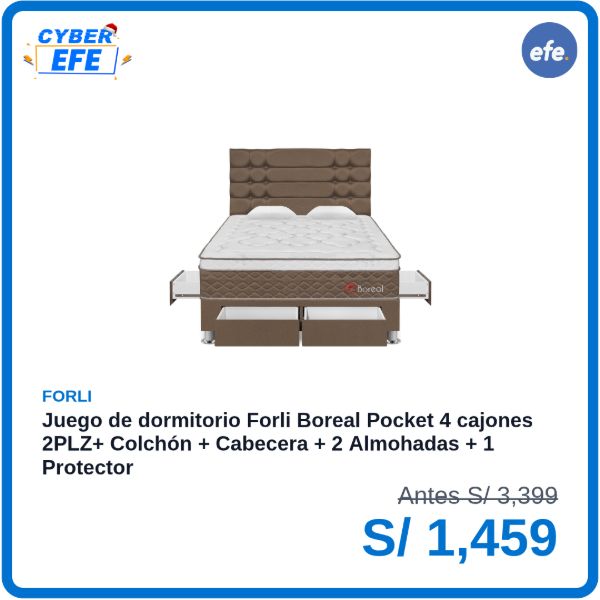 CYBER
EFE
efe.
Boreal
FORLI
Juego de dormitorio Forli Boreal Pocket 4 cajones
2PLZ+ Colchón + Cabecera + 2 Almohadas + 1
Protector
Antes S/ 3,399
S/ 1,459